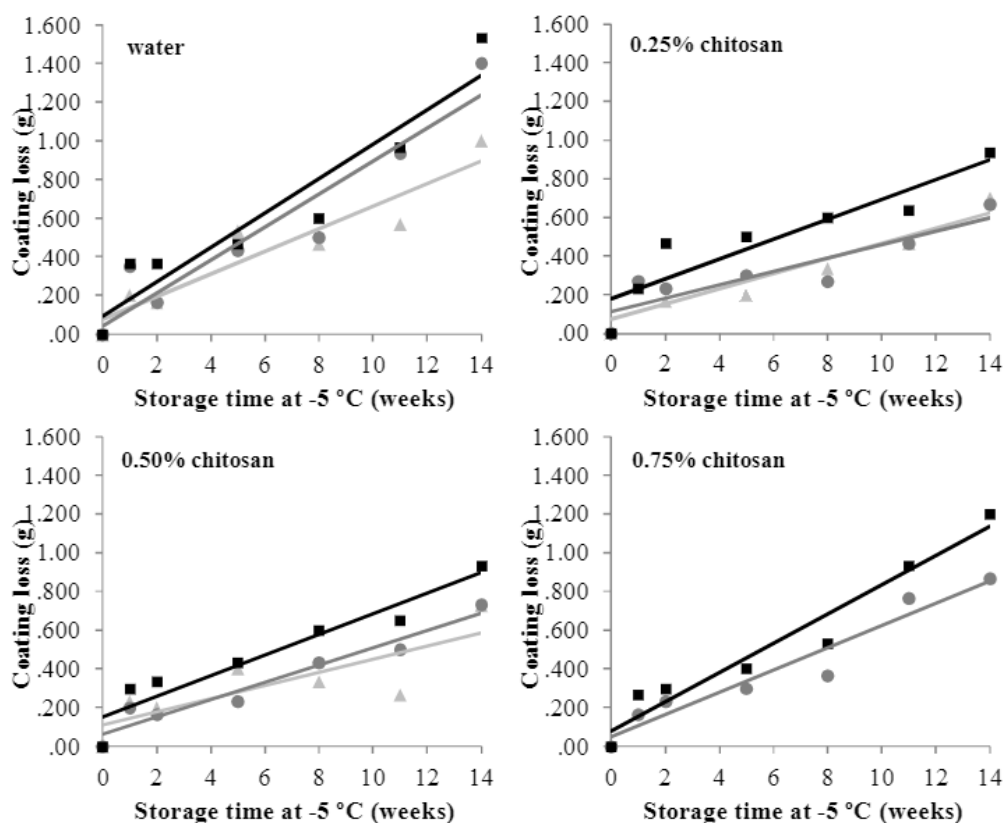 1.600
1.400
1.200
1.00
.800
.600
.400
.200
.00
Coating loss (g)
water
0 2 4 6 8 10 12 14
Storage time at -5 °C (weeks)
1.600
1.400
1.200
1.00
.800
.600
.400
.200
.00
Coating loss (g)
0.25% chitosan
0 2 4 6 8 10 12 14
Storage time at -5 °C (weeks)
1.600
1.400
1.200
1.00
.800
.600
.400
.200
.00
Coating loss (g)
0.50% chitosan
0 2 4 6 8 10 12 14
Storage time at -5 °C (weeks)
1.600
1.400
1.200
1.00
.800
.600
.400
.200
.00
Coating loss (g)
0.75% chitosan
0 2 4 6 8 10 12 14
Storage time at -5 °C (weeks)